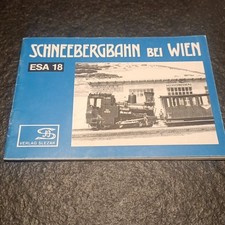 SCHNEEBERGBAHN BEI WIEN
ESA 18
VERLAG SLEZAK